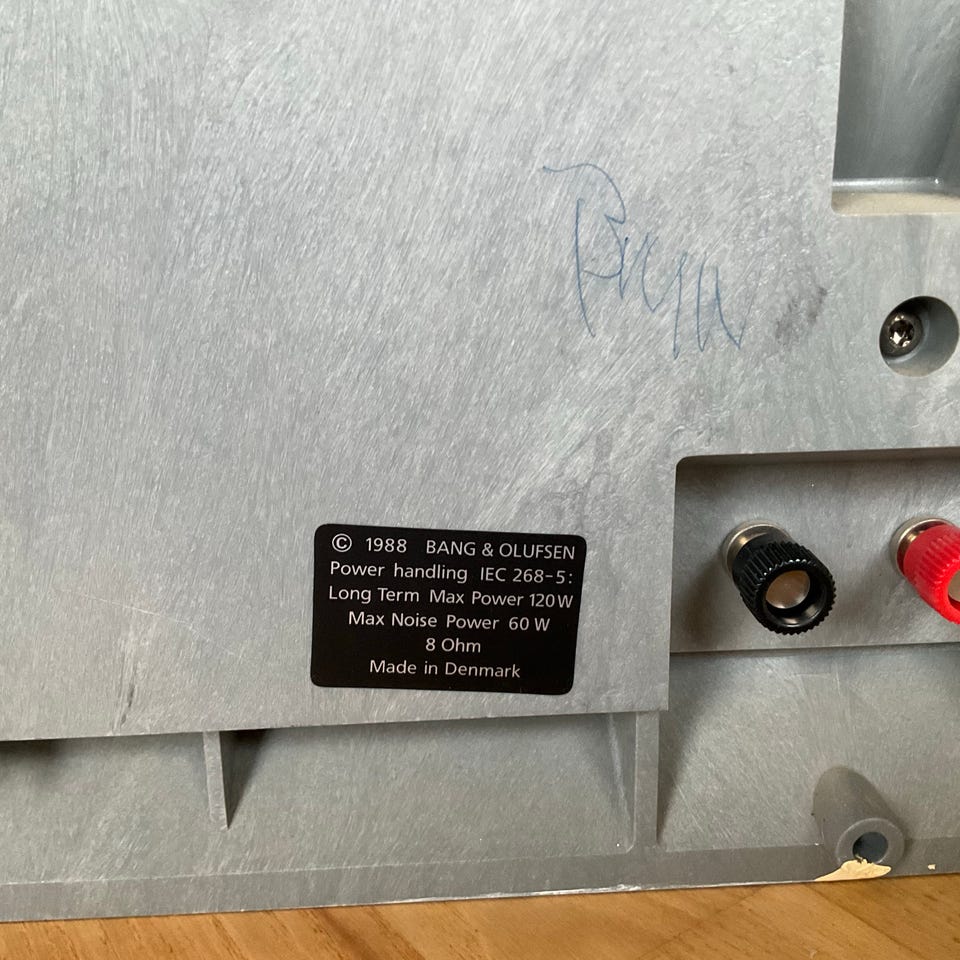 © 1988 BANG & OLUFSEN
Power handling IEC 268-5:
Long Term Max Power 120W
Max Noise Power 60 W
8 Ohm
Made in Denmark